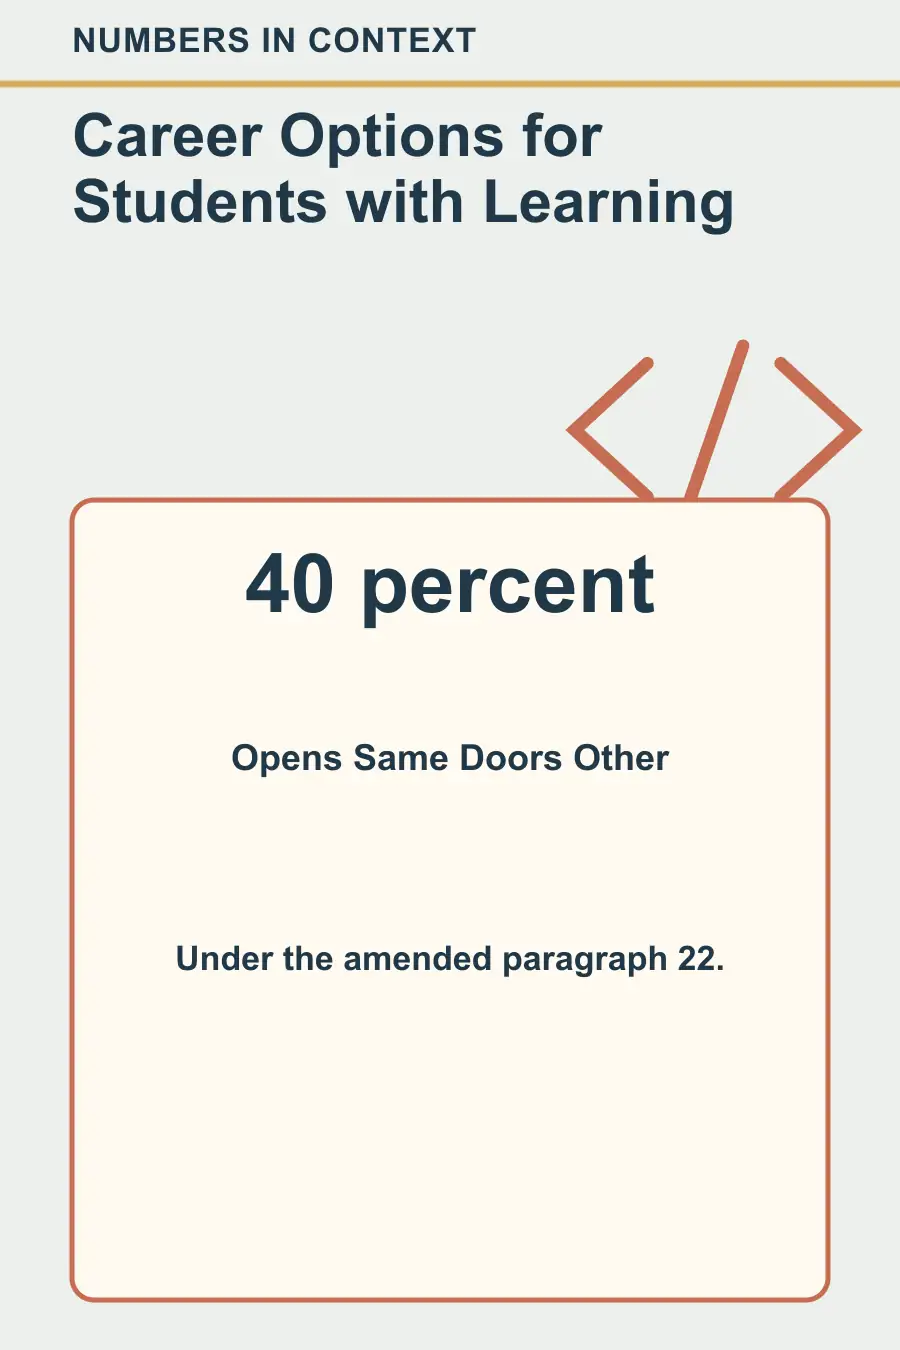 NUMBERS IN CONTEXT
Career Options for
Students with Learning
40 percent
Opens Same Doors Other
Under the amended paragraph 22.